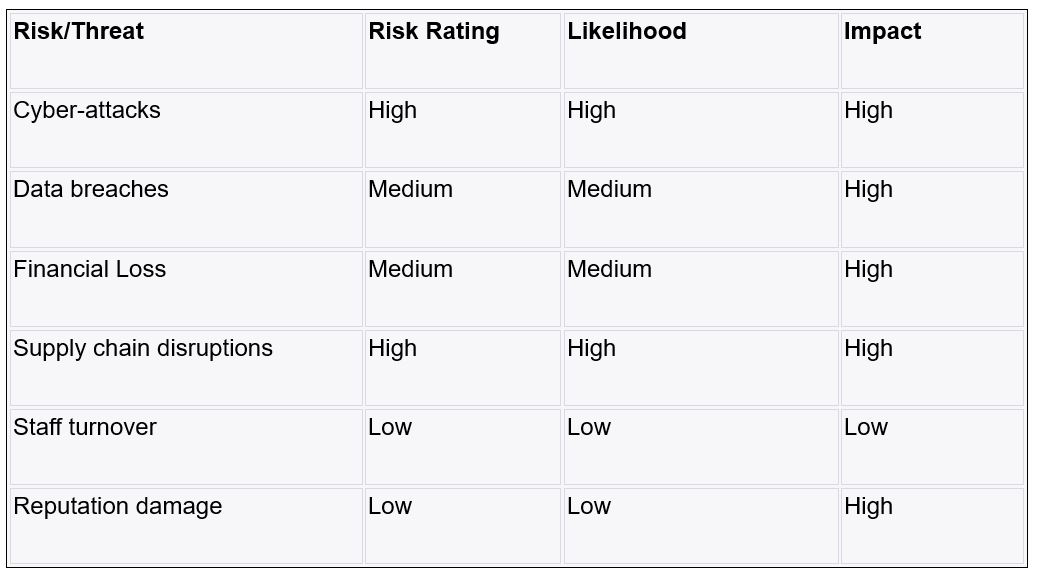 Risk/Threat Risk Rating Likelihood Impact
Cyber-attacks High High High
Data breaches Medium Medium High
Financial Loss Medium Medium High
Supply chain disruptions High High High
Staff turnover Low Low Low
Reputation damage Low Low High